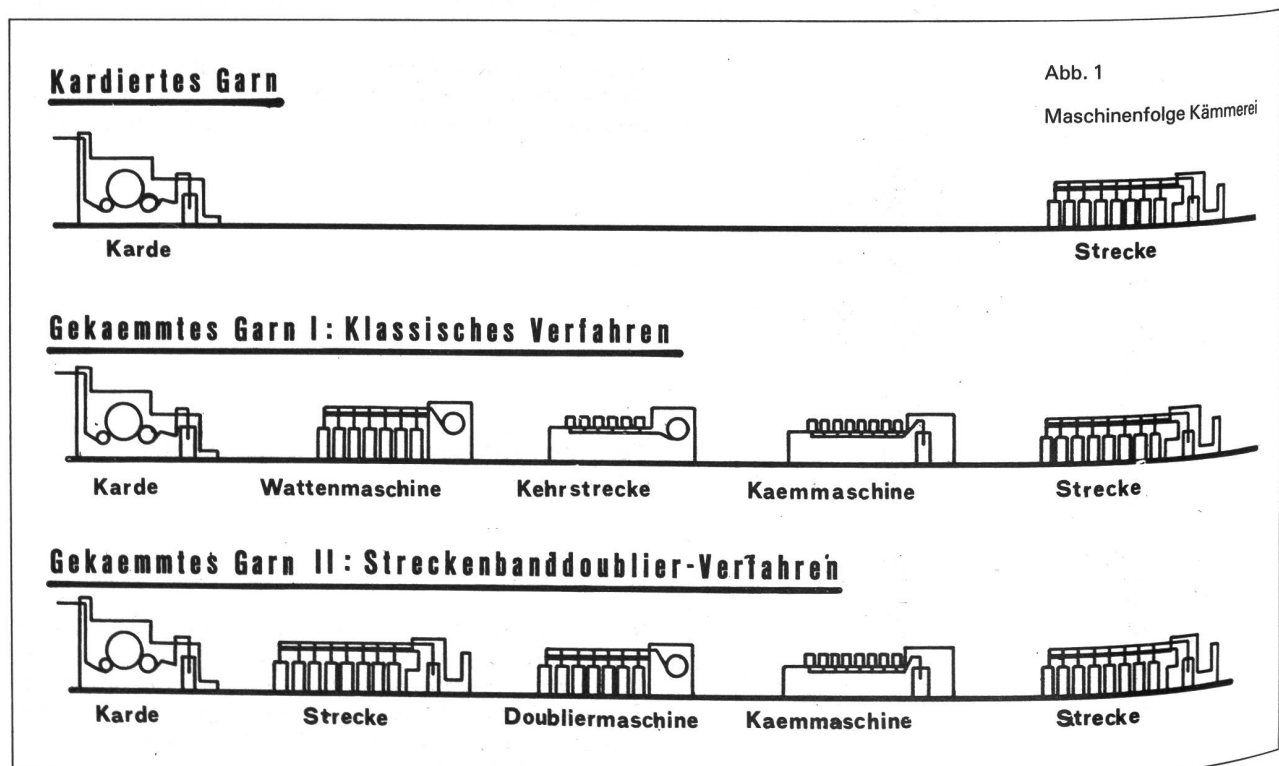 Kardiertes Garn
Abb. 1
Maschinenfolge Kämmerei
Karde Strecke
Gekaemmtes Garn I: Klassisches Verfahren
Karde Wattenmaschine Kehrstrecke Kaemmaschine Strecke
Gekaemmtes Garn II: Streckenbanddoublier-Verfahren
Karde Strecke Doubliermaschine Kaemmaschine Strecke